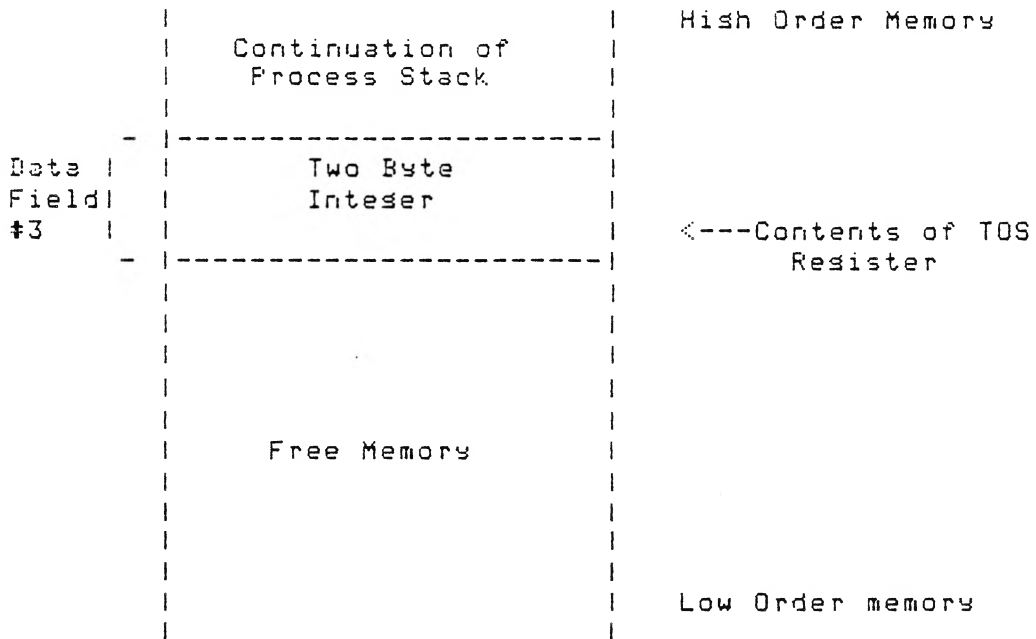 High Order Memory
Continuation of
Process Stack
Data
Field
#3
Two Byte
Integer
<---Contents of TOS
Register
Free Memory
Low Order memory